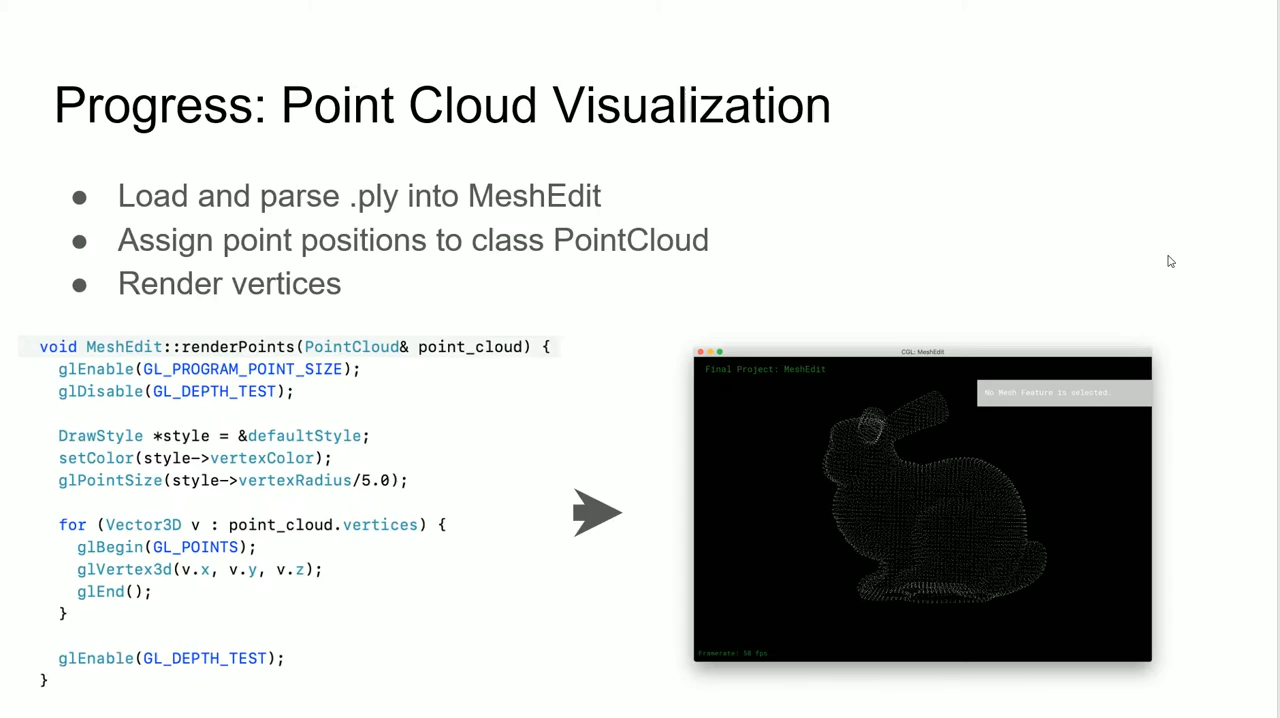 Progress: Point Cloud Visualization
● Load and parse .ply into MeshEdit
● Assign point positions to class PointCloud
● Render vertices
void MeshEdit::renderPoints(PointCloud& point_cloud) {
glEnable(GL_PROGRAM_POINT_SIZE);
glDisable(GL_DEPTH_TEST);
DrawStyle *style = &defaultStyle;
setColor(style->vertexColor);
glPointSize(style->vertexRadius/5.0);
for (Vector3D v : point_cloud.vertices) {
glBegin(GL_POINTS);
glVertex3d(v.x, v.y, v.z);
glEnd();
}
glEnable(GL_DEPTH_TEST);
}
CGL: MeshEdit
Final Project: MeshEdit
No Mesh Feature is selected.
Framerate: 58 fps